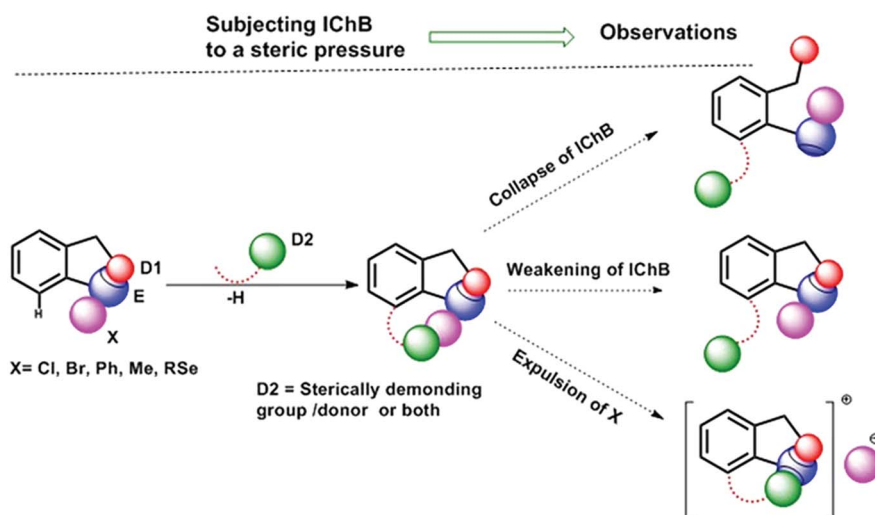 Subjecting IChB
to a steric pressure
Observations
Collapse of IChB
D2
D1
E
H
X
-H
Weakening of IChB
X= Cl, Br, Ph, Me, RSe
D2 = Sterically demonding
group /donor or both
Expulsion of X
⊕
⊖